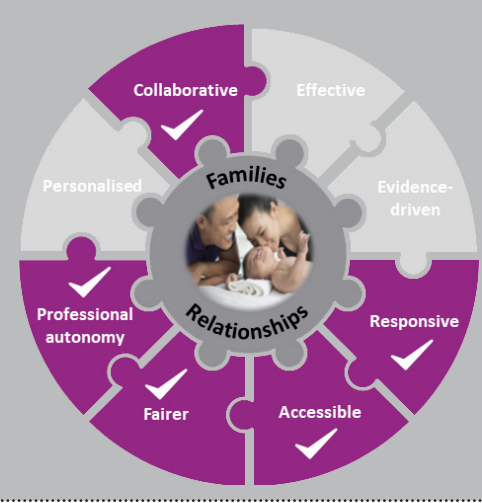 Collaborative
Effective
Personalised
Families
Evidence-
driven
Professional
autonomy
Relationships
Responsive
Fairer
Accessible